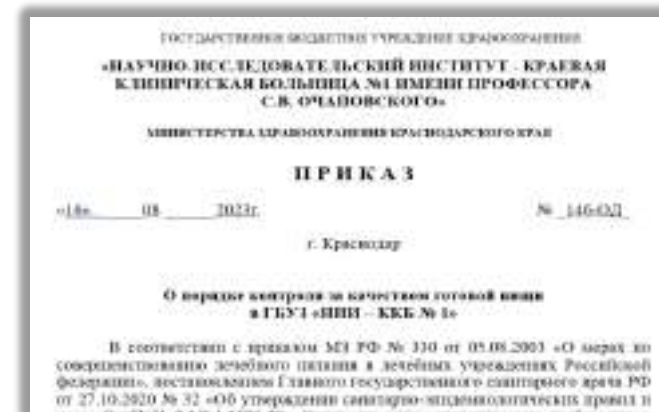 ГОСУДАРСТВЕННОЕ БЮДЖЕТНОЕ УЧРЕЖДЕНИЕ ЗДРАВООХРАНЕНИЯ
«НАУЧНО-ИССЛЕДОВАТЕЛЬСКИЙ ИНСТИТУТ - КРАЕВАЯ
КЛИНИЧЕСКАЯ БОЛЬНИЦА №1 ИМЕНИ ПРОФЕССОРА
С.В. ОЧАПОВСКОГО»
МИНИСТЕРСТВА ЗДРАВООХРАНЕНИЯ КРАСНОДАРСКОГО КРАЯ
ПРИКАЗ
08 2023г. №
г. Краснодар
О порядке контроля за качеством готовой пищи
в ГБУЗ «НИИ – ККБ № 1»
В соответствии с приказом МЗ РФ № 330 от 05.08.2003 «О мерах по
совершенствованию лечебного питания в лечебных учреждениях Российской
федерации», постановлением Главного государственного санитарного врача РФ
от 27.10.2020 № 32 «Об утверждении санитарно-эпидемиологических правил и